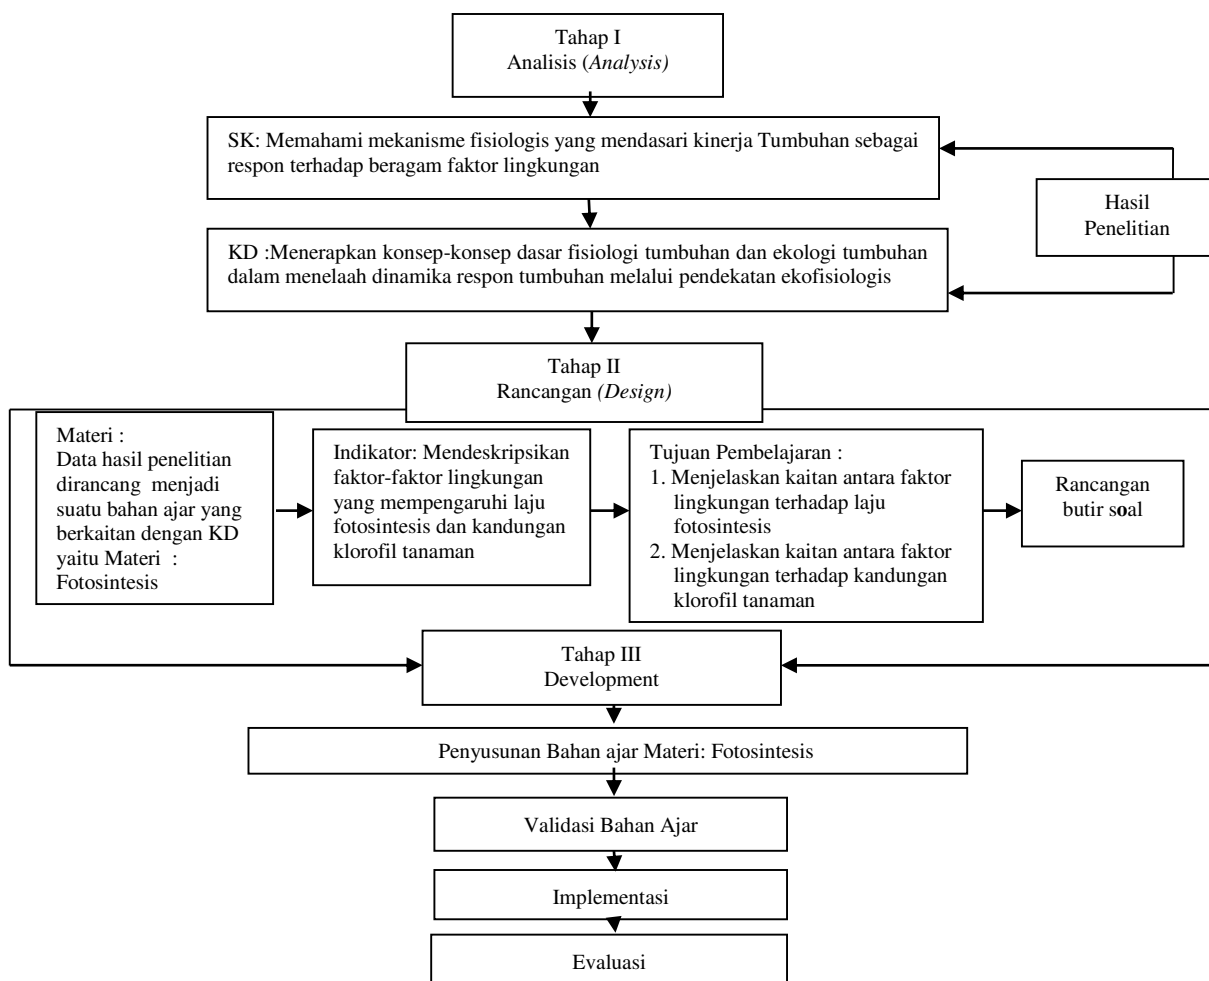 Tahap I
Analisis (Analysis)
SK: Memahami mekanisme fisiologis yang mendasari kinerja Tumbuhan sebagai
respon terhadap beragam faktor lingkungan
Hasil
Penelitian
KD :Menerapkan konsep-konsep dasar fisiologi tumbuhan dan ekologi tumbuhan
dalam menelaah dinamika respon tumbuhan melalui pendekatan ekofisiologis
Tahap II
Rancangan (Design)
Materi :
Data hasil penelitian
dirancang menjadi
suatu bahan ajar yang
berkaitan dengan KD
yaitu Materi :
Fotosintesis
Indikator: Mendeskripsikan
faktor-faktor lingkungan
yang mempengaruhi laju
fotosintesis dan kandungan
klorofil tanaman
Tujuan Pembelajaran :
1. Menjelaskan kaitan antara faktor
lingkungan terhadap laju
fotosintesis
2. Menjelaskan kaitan antara faktor
lingkungan terhadap kandungan
klorofil tanaman
Rancangan
butir soal
Tahap III
Development
Penyusunan Bahan ajar Materi: Fotosintesis
Validasi Bahan Ajar
Implementasi
Evaluasi